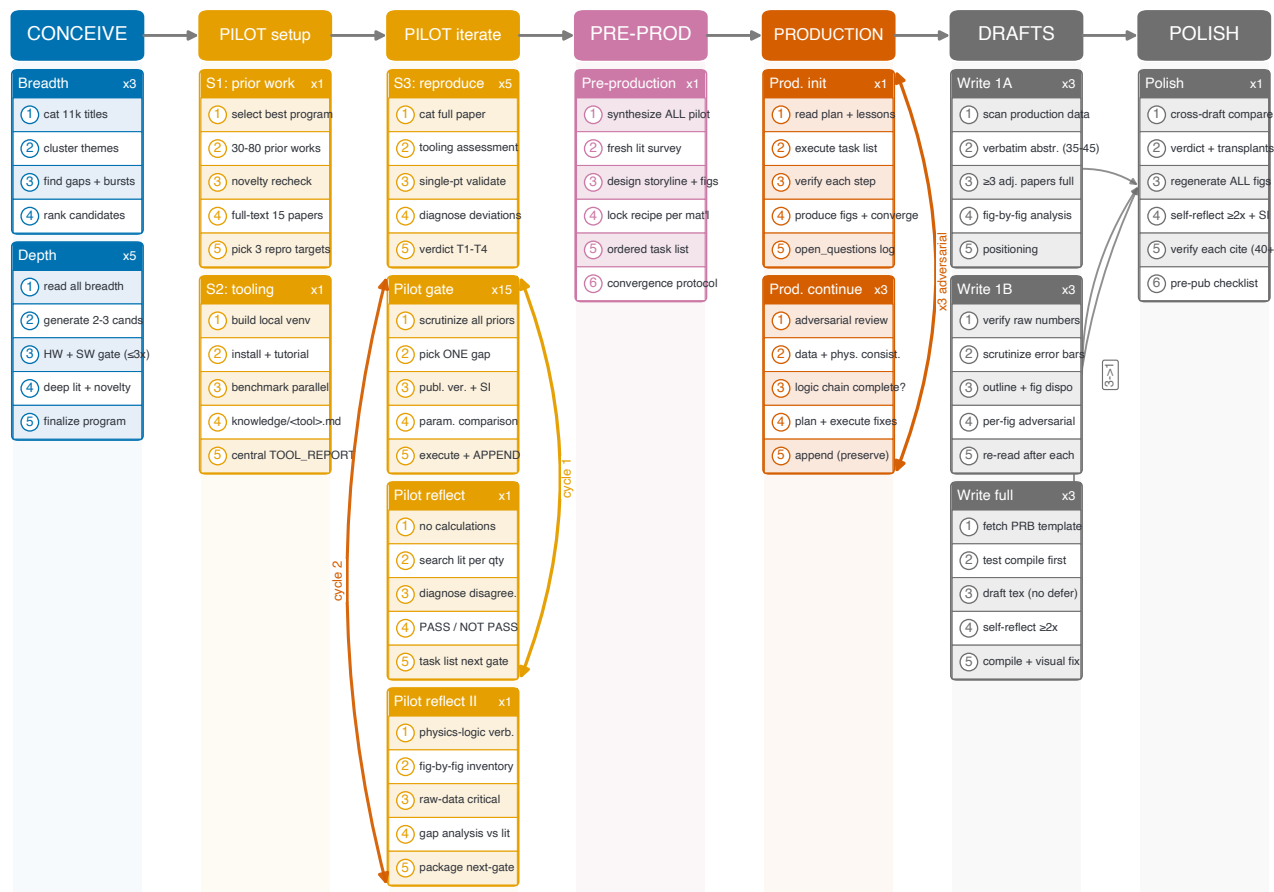 CONCEIVE
PILOT setup
PILOT iterate
PRE-PROD
PRODUCTION
DRAFTS
POLISH
Breadth x3
1 cat 11k titles
2 cluster themes
3 find gaps + bursts
4 rank candidates
Depth x5
1 read all breadth
2 generate 2-3 cands
3 HW + SW gate (≤3x)
4 deep lit + novelty
5 finalize program
S1: prior work x1
1 select best program
2 30-80 prior works
3 novelty recheck
4 full-text 15 papers
5 pick 3 repro targets
S2: tooling x1
1 build local venv
2 install + tutorial
3 benchmark parallel
4 knowledge/<tool>.md
5 central TOOL_REPORT
cycle 2
S3: reproduce x5
1 cat full paper
2 tooling assessment
3 single-pt validate
4 diagnose deviations
5 verdict T1-T4
Pilot gate x15
1 scrutinize all priors
2 pick ONE gap
3 publ. ver. + SI
4 param. comparison
5 execute + APPEND
Pilot reflect x1
1 no calculations
2 search lit per qty
3 diagnose disagree.
4 PASS / NOT PASS
5 task list next gate
Pilot reflect II x1
1 physics-logic verb.
2 fig-by-fig inventory
3 raw-data critical
4 gap analysis vs lit
5 package next-gate
cycle 1
Pre-production x1
1 synthesize ALL pilot
2 fresh lit survey
3 design storyline + figs
4 lock recipe per mat'l
5 ordered task list
6 convergence protocol
Prod. init x1
1 read plan + lessons
2 execute task list
3 verify each step
4 produce figs + converge
5 open_questions log
Prod. continue x3
1 adversarial review
2 data + phys. consist.
3 logic chain complete?
4 plan + execute fixes
5 append (preserve)
x3 adversarial
Write 1A x3
1 scan production data
2 verbatim abstr. (35-45)
3 ≥3 adj. papers full
4 fig-by-fig analysis
5 positioning
Write 1B x3
1 verify raw numbers
2 scrutinize error bars
3 outline + fig dispo
4 per-fig adversarial
5 re-read after each
Write full x3
1 fetch PRB template
2 test compile first
3 draft tex (no defer)
4 self-reflect ≥2x
5 compile + visual fix
3->1
Polish x1
1 cross-draft compare
2 verdict + transplants
3 regenerate ALL figs
4 self-reflect ≥2x + SI
5 verify each cite (40+
6 pre-pub checklist